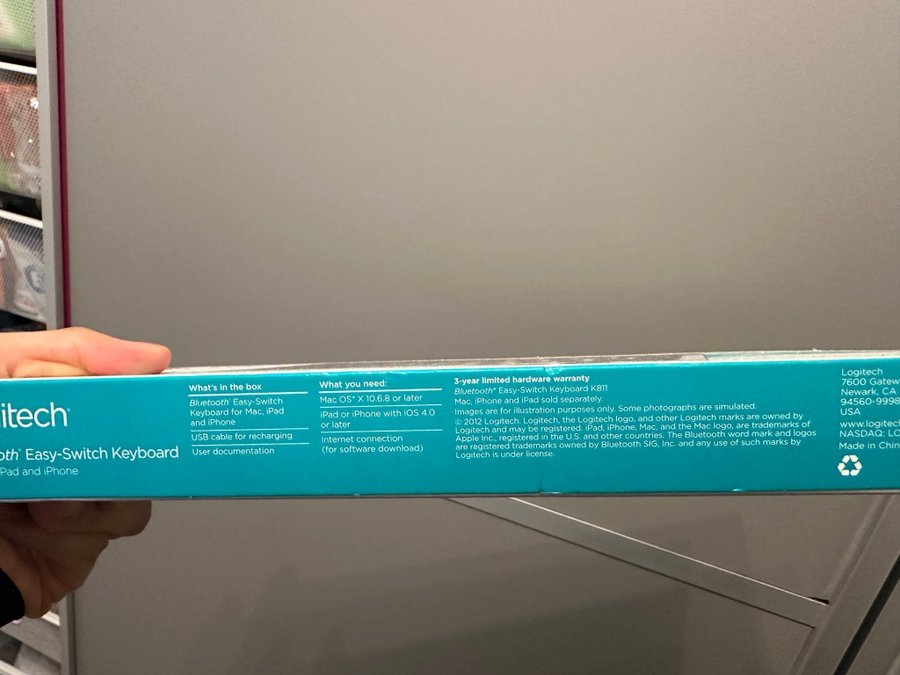 itech
oth® Easy-Switch Keyboard
Pad and iPhone
What's in the box
Bluetooth® Easy-Switch
Keyboard for Mac, iPad
and iPhone
USB cable for recharging
User documentation
What you need:
Mac OS® X 10.6.8 or later
iPad or iPhone with iOS 4.0
or later
Internet connection
(for software download)
3-year limited hardware warranty
Bluetooth® Easy-Switch Keyboard K811
Mac, iPhone and iPad sold separately.
Images are for illustration purposes only. Some photographs are simulated.
© 2012 Logitech. Logitech, the Logitech logo, and other Logitech marks are owned by
Logitech and may be registered. iPad, iPhone, Mac, and the Mac logo, are trademarks of
Apple Inc., registered in the U.S. and other countries. The Bluetooth word mark and logos
are registered trademarks owned by Bluetooth SIG, Inc. and any use of such marks by
Logitech is under license.
Logitech
7600 Gatew
Newark, CA
94560-9998
USA
www.logitec
NASDAQ: LO
Made in Chin